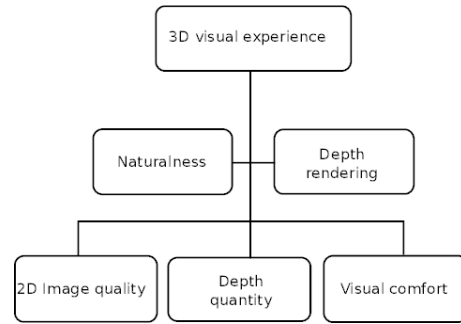 3D visual experience
Naturalness
Depth
rendering
2D Image quality
Depth
quantity
Visual comfort